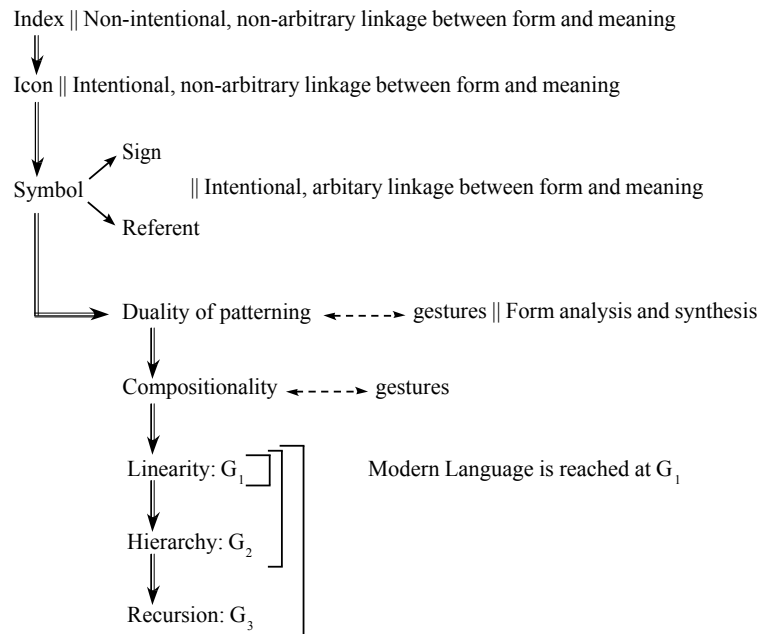 Index || Non-intentional, non-arbitrary linkage between form and meaning
Icon || Intentional, non-arbitrary linkage between form and meaning
Sign
Symbol || Intentional, arbitary linkage between form and meaning
Referent
Duality of patterning gestures || Form analysis and synthesis
Compositionality gestures
Linearity: G₁ Modern Language is reached at G₁
Hierarchy: G₂
Recursion: G₃